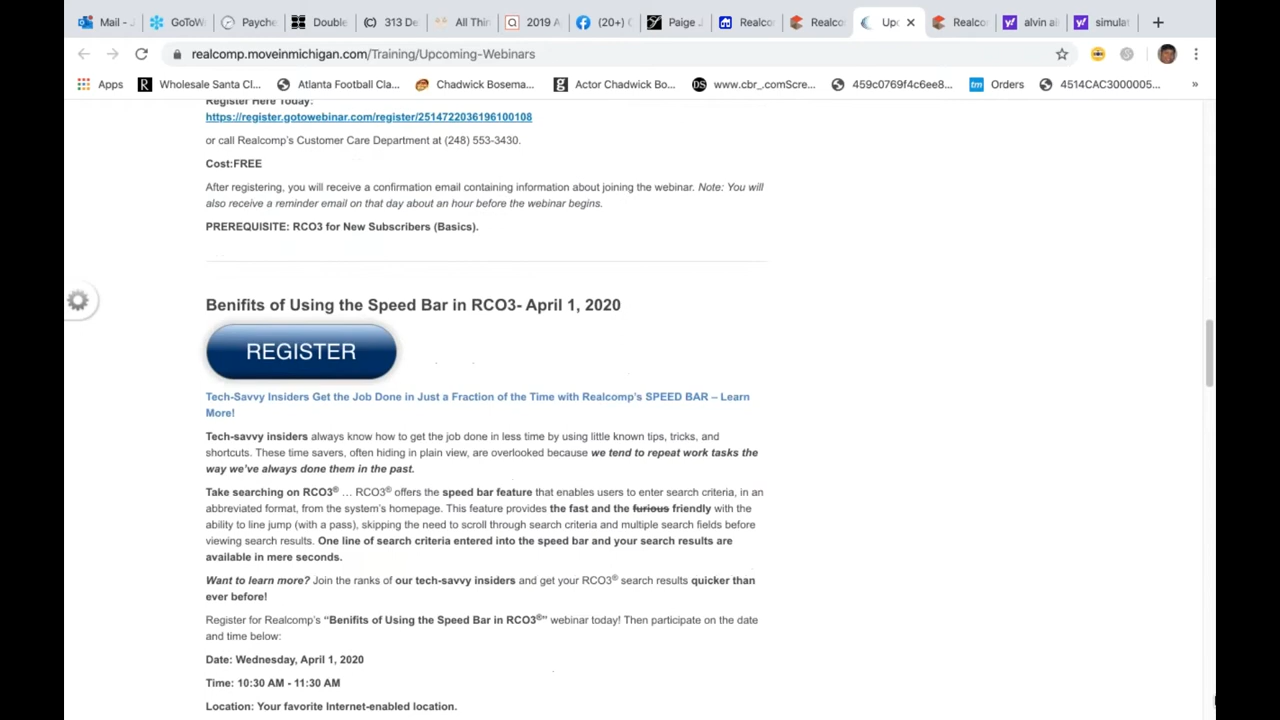 Mail - J
GoToW
Payche
Double
313 De
All Thin
2019 A
(20+)
Paige J
Realco
Realco
Up
Realco
alvin al
simulat
realcomp.moveinmichigan.com/Training/Upcoming-Webinars
Apps
Wholesale Santa Cl...
Atlanta Football Cla...
Chadwick Bosema...
Actor Chadwick Bo...
www.cbr_.comScre...
459c0769f4c6ee8...
Orders
4514CAC3000005...
Register Here Today:
https://register.gotowebinar.com/register/2514722036196100108
or call Realcomp's Customer Care Department at (248) 553-3430.
Cost:FREE
After registering, you will receive a confirmation email containing information about joining the webinar. Note: You will
also receive a reminder email on that day about an hour before the webinar begins.
PREREQUISITE: RCO3 for New Subscribers (Basics).
Benifits of Using the Speed Bar in RCO3- April 1, 2020
REGISTER
Tech-Savvy Insiders Get the Job Done in Just a Fraction of the Time with Realcomp's SPEED BAR – Learn
More!
Tech-savvy insiders always know how to get the job done in less time by using little known tips, tricks, and
shortcuts. These time savers, often hiding in plain view, are overlooked because we tend to repeat work tasks the
way we've always done them in the past.
Take searching on RCO3® … RCO3® offers the speed bar feature that enables users to enter search criteria, in an
abbreviated format, from the system's homepage. This feature provides the fast and the furious friendly with the
ability to line jump (with a pass), skipping the need to scroll through search criteria and multiple search fields before
viewing search results. One line of search criteria entered into the speed bar and your search results are
available in mere seconds.
Want to learn more? Join the ranks of our tech-savvy insiders and get your RCO3® search results quicker than
ever before!
Register for Realcomp's “Benifits of Using the Speed Bar in RCO3®” webinar today! Then participate on the date
and time below:
Date: Wednesday, April 1, 2020
Time: 10:30 AM - 11:30 AM
Location: Your favorite Internet-enabled location.